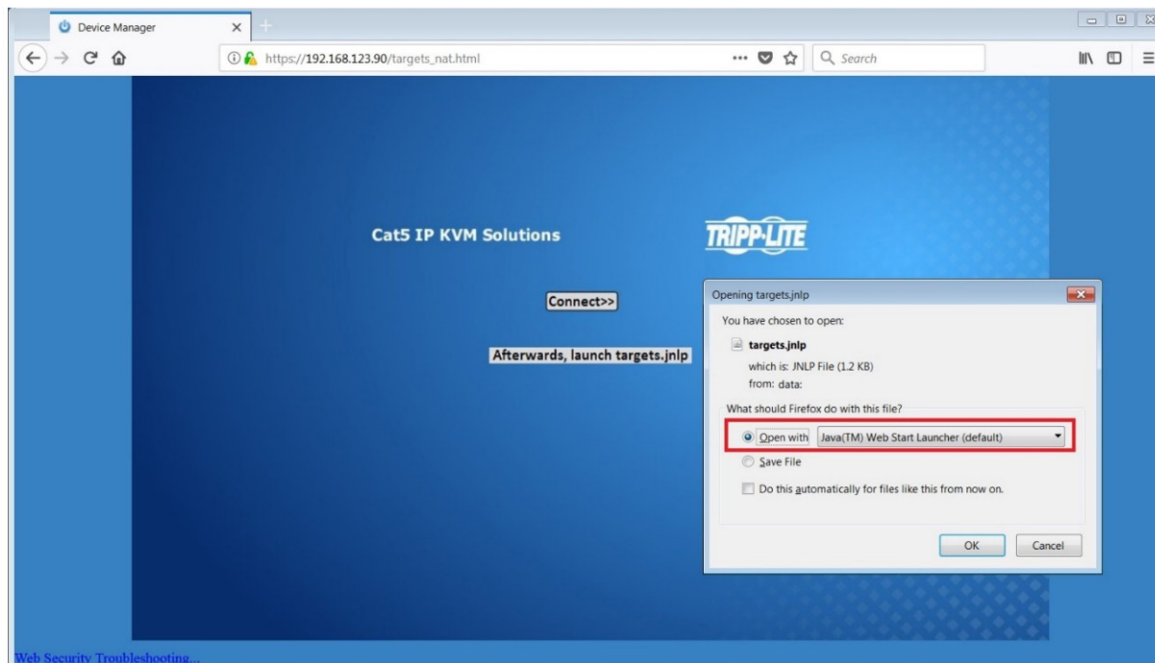 Device Manager
https://192.168.123.90/targets_nat.html
Search
Cat5 IP KVM Solutions
TRIPP·LITE
Connect>>
Afterwards, launch targets.jnlp
Opening targets.jnlp
You have chosen to open:
targets.jnlp
which is: JNLP File (1.2 KB)
from: data:
What should Firefox do with this file?
Open with Java(TM) Web Start Launcher (default)
Save File
Do this automatically for files like this from now on.
OK Cancel
Web Security Troubleshooting...